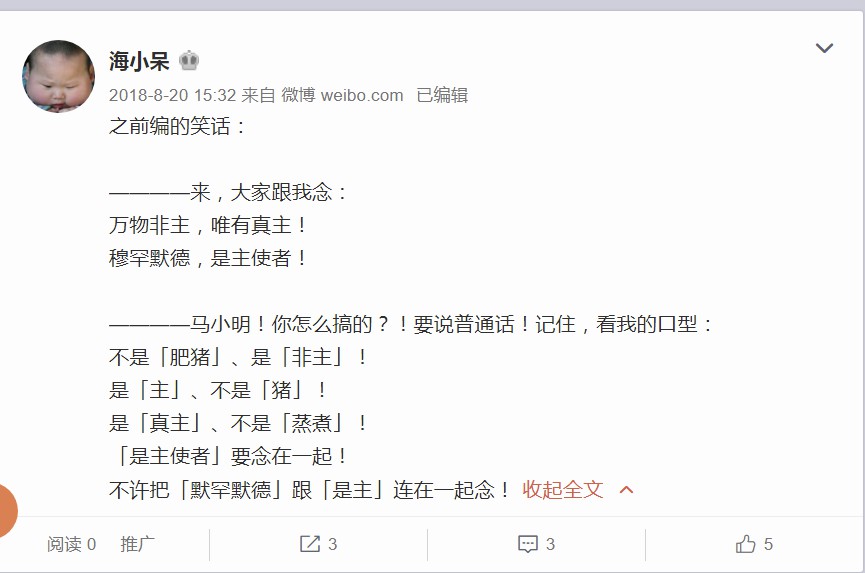 海小呆
2018-8-20 15:32 来自 微博 weibo.com 已编辑
之前编的笑话：
————来，大家跟我念：
万物非主，唯有真主！
穆罕默德，是主使者！
————马小明！你怎么搞的？！要说普通话！记住，看我的口型：
不是「肥猪」、是「非主」！
是「主」、不是「猪」！
是「真主」、不是「蒸煮」！
「是主使者」要念在一起！
不许把「默罕默德」跟「是主」连在一起念！ 收起全文
阅读 0 推广 3 3 5